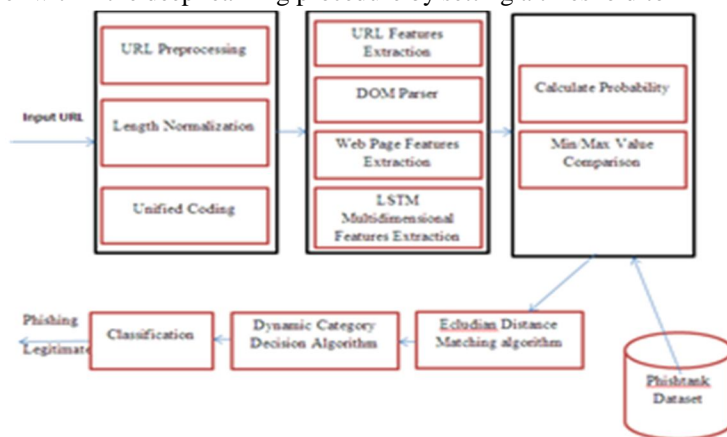 URL Preprocessing
Length Normalization
Unified Coding
Input URL
URL Features
Extraction
DOM Parser
Web Page Features
Extraction
LSTM
Multidimensional
Features Extraction
Calculate Probability
Min/Max Value
Comparison
Phishing
Legitimate
Classification
Dynamic Category
Decision Algorithm
Ecludian Distance
Matching algorithm
Phishtank
Dataset